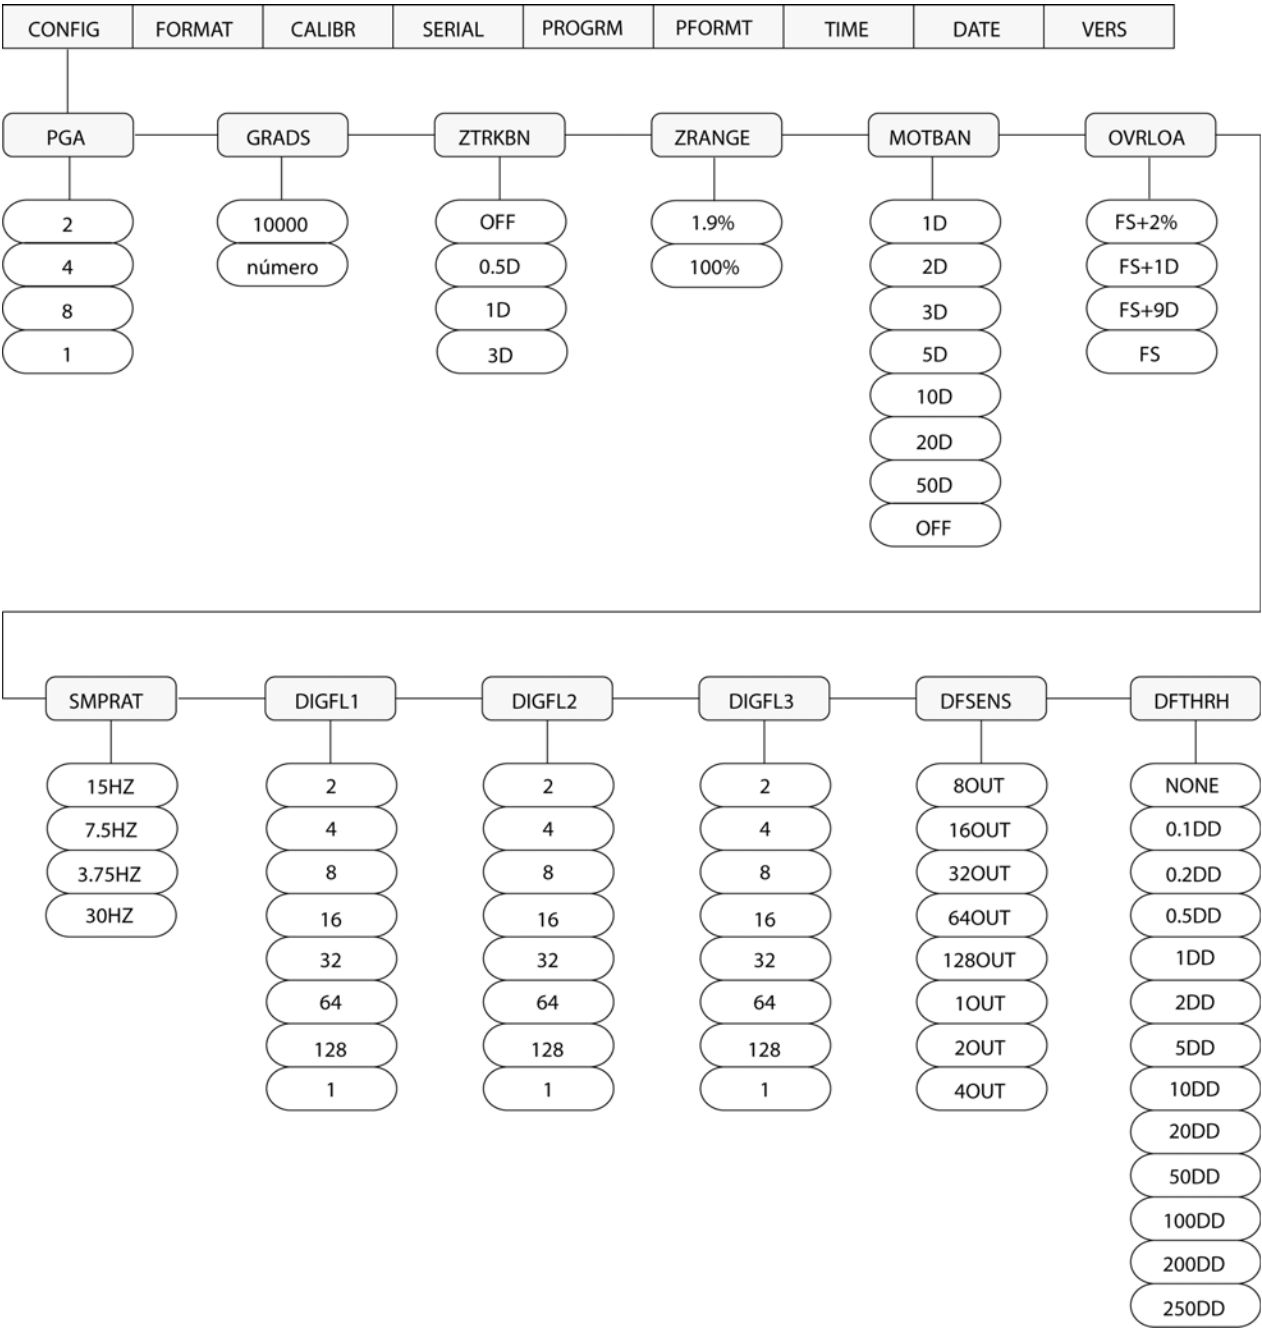 CONFIG FORMAT CALIBR SERIAL PROGRM PFORMT TIME DATE VERS
PGA GRADS ZTRKBN ZRANGE MOTBAN OVRLOA
2 10000 OFF 1.9% 1D FS+2%
4 número 0.5D 100% 2D FS+1D
8 1D 3D FS+9D
1 3D 5D FS
10D
20D
50D
OFF
SMPRAT DIGFL1 DIGFL2 DIGFL3 DFSENS DFTHRH
15HZ 2 2 2 8OUT NONE
7.5HZ 4 4 4 16OUT 0.1DD
3.75HZ 8 8 8 32OUT 0.2DD
30HZ 16 16 16 64OUT 0.5DD
32 32 32 128OUT 1DD
64 64 64 1OUT 2DD
128 128 128 2OUT 5DD
1 1 1 4OUT 10DD
20DD
50DD
100DD
200DD
250DD